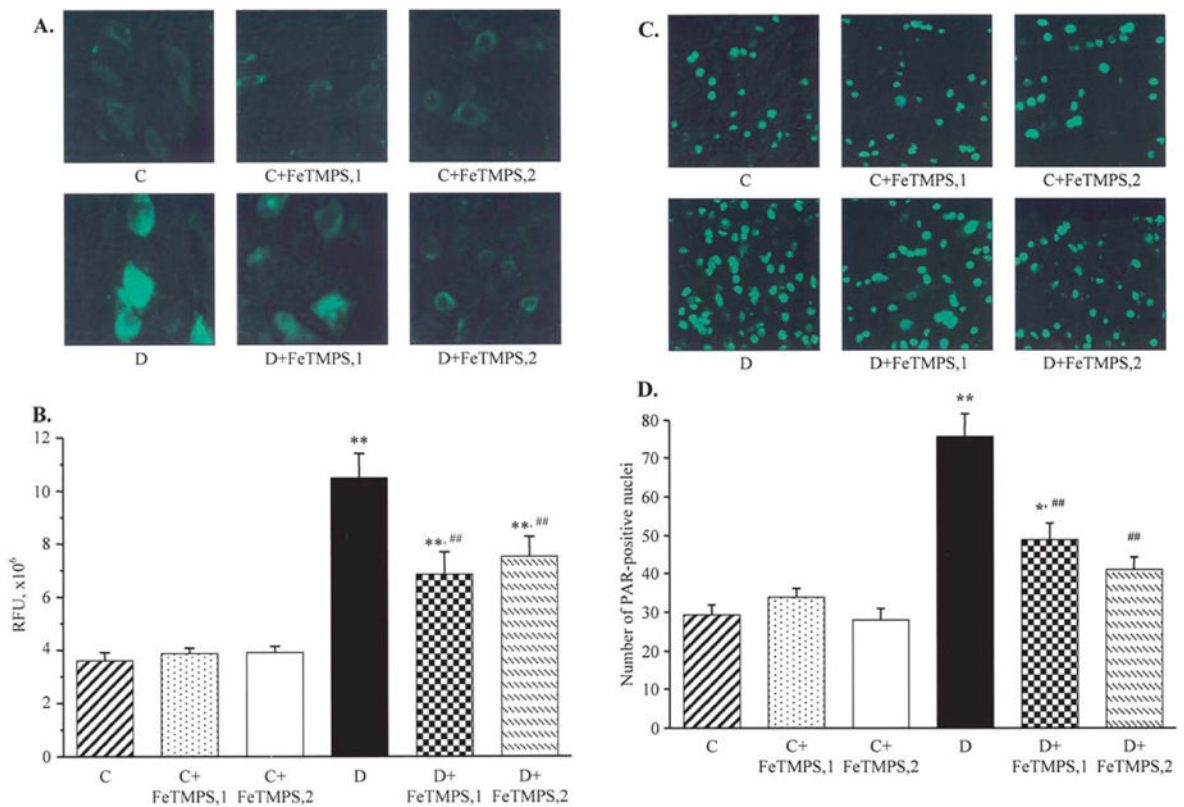 A.
C C+FeTMPS,1 C+FeTMPS,2
D D+FeTMPS,1 D+FeTMPS,2
B.
RFU, x10⁶
12
10
8
6
4
2
0
**
**, ##
**, ##
C C+ C+ D D+ D+
FeTMPS,1 FeTMPS,2 FeTMPS,1 FeTMPS,2
C.
C C+FeTMPS,1 C+FeTMPS,2
D D+FeTMPS,1 D+FeTMPS,2
D.
Number of PAR-positive nuclei
80
70
60
50
40
30
20
10
0
**
*, ##
##
C C+ C+ D D+ D+
FeTMPS,1 FeTMPS,2 FeTMPS,1 FeTMPS,2